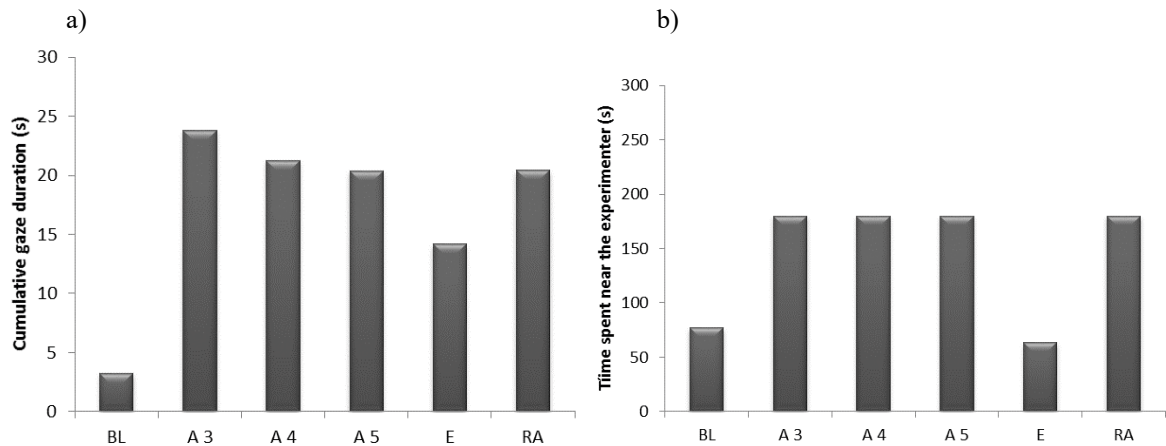 a)
Cumulative gaze duration (s)
30
25
20
15
10
5
0
BL A 3 A 4 A 5 E RA
b)
Tíime spent near the experimenter (s)
300
250
200
150
100
50
0
BL A 3 A 4 A 5 E RA